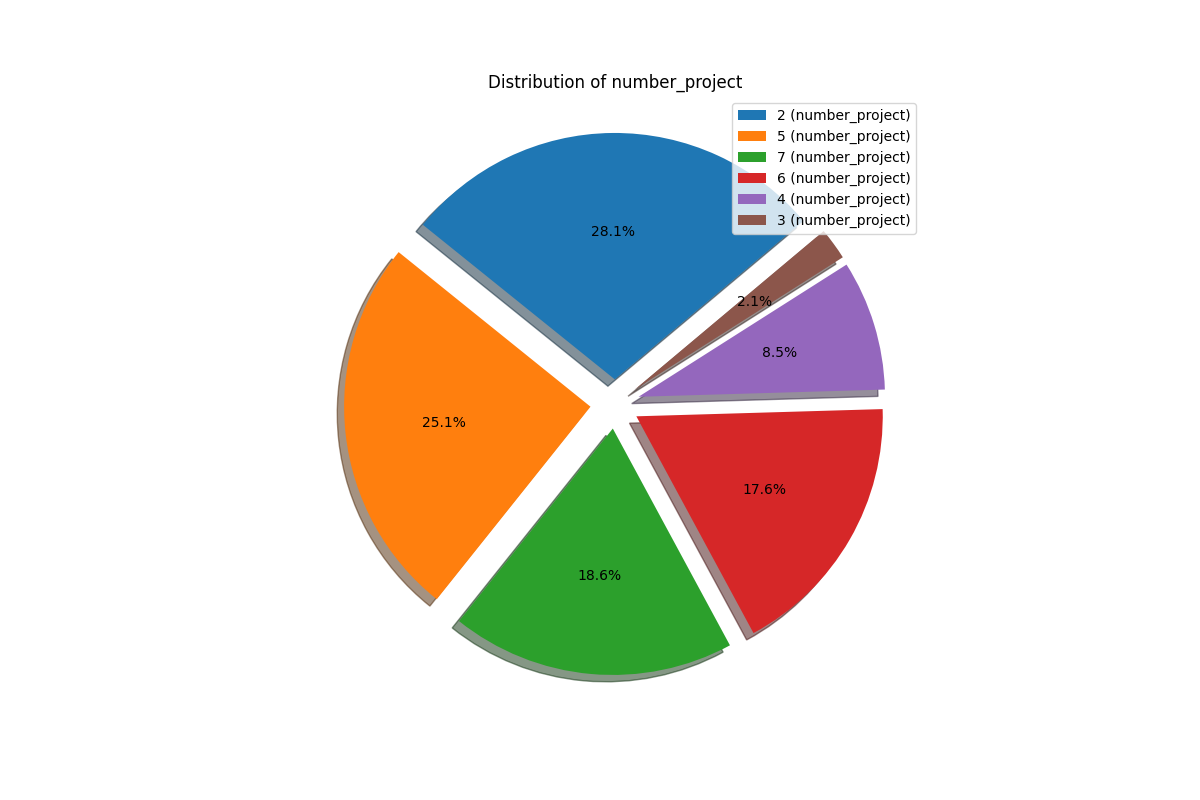 Distribution of number_project
2 (number_project)
5 (number_project)
7 (number_project)
6 (number_project)
4 (number_project)
3 (number_project)
28.1%
2.1%
8.5%
25.1%
17.6%
18.6%